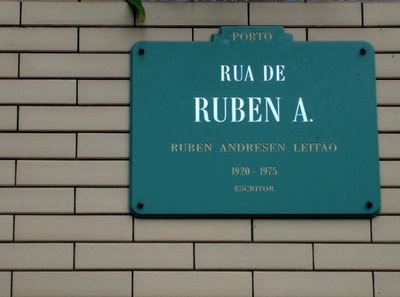 PORTO
RUA DE
RUBEN A.
RUBEN ANDRESEN LEITÃO
1920 - 1975
ESCRITOR